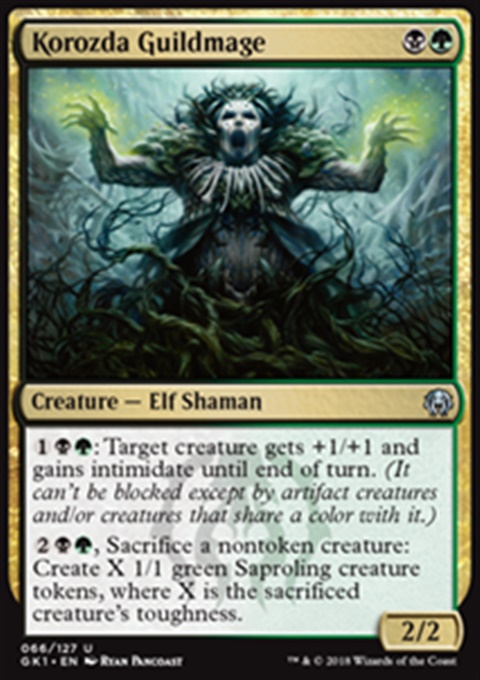 Korozda Guildmage
Creature — Elf Shaman
1: Target creature gets +1/+1 and
gains intimidate until end of turn. (It
can't be blocked except by artifact creatures
and/or creatures that share a color with it.)
2, Sacrifice a nontoken creature:
Create X 1/1 green Saproling creature
tokens, where X is the sacrificed
creature's toughness.
2/2
066/127 U
GK1 • EN Ryan Pancoast
™ & © 2018 Wizards of the Coast